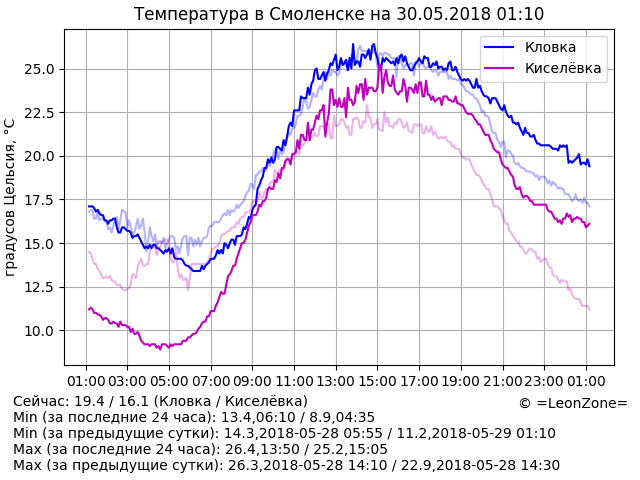 Температура в Смоленске на 30.05.2018 01:10
Кловка
Киселёвка
градусов Цельсия, °C
25.0
22.5
20.0
17.5
15.0
12.5
10.0
01:00 03:00 05:00 07:00 09:00 11:00 13:00 15:00 17:00 19:00 21:00 23:00 01:00
Сейчас: 19.4 / 16.1 (Кловка / Киселёвка)
© =LeonZone=
Min (за последние 24 часа): 13.4,06:10 / 8.9,04:35
Min (за предыдущие сутки): 14.3,2018-05-28 05:55 / 11.2,2018-05-29 01:10
Max (за последние 24 часа): 26.4,13:50 / 25.2,15:05
Max (за предыдущие сутки): 26.3,2018-05-28 14:10 / 22.9,2018-05-28 14:30